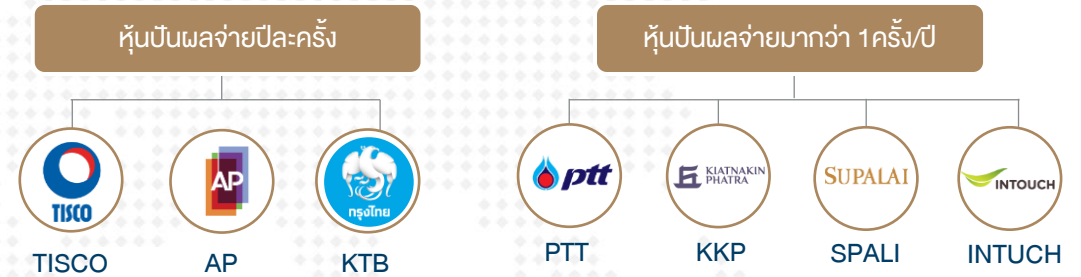 หุ้นปันผลจ่ายปีละครั้ง
หุ้นปันผลจ่ายมากว่า 1ครั้ง/ปี
TISCO
AP
กรุงไทย
ptt
KIATNAKIN
PHATRA
SUPALAI
INTOUCH
TISCO
AP
KTB
PTT
KKP
SPALI
INTUCH